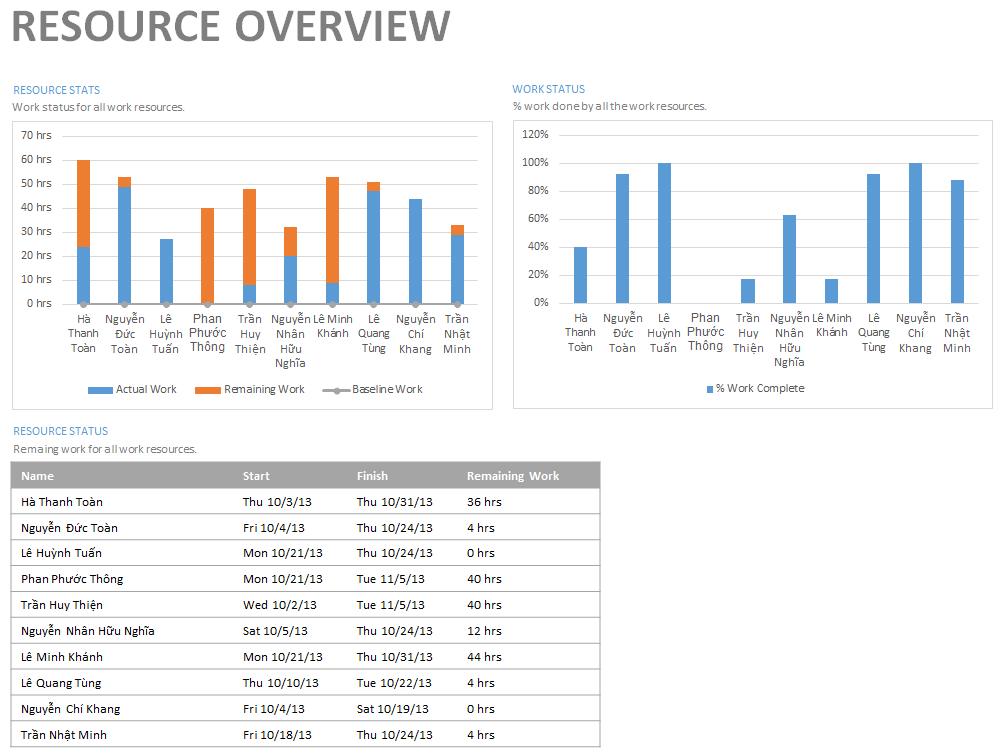 RESOURCE OVERVIEW
RESOURCE STATS
Work status for all work resources.
70 hrs
60 hrs
50 hrs
40 hrs
30 hrs
20 hrs
10 hrs
0 hrs
Hà Thanh Toàn
Nguyễn Đức Toàn
Lê Huỳnh Tuấn
Phan Phước Thông
Trần Huy Thiện
Nguyễn Nhân Hữu Nghĩa
Lê Minh Khánh
Lê Quang Tùng
Nguyễn Chí Khang
Trần Nhật Minh
Actual Work Remaining Work Baseline Work
WORK STATUS
% work done by all the work resources.
120%
100%
80%
60%
40%
20%
0%
Hà Thanh Toàn
Nguyễn Đức Toàn
Lê Huỳnh Tuấn
Phan Phước Thông
Trần Huy Thiện
Nguyễn Nhân Hữu Nghĩa
Lê Minh Khánh
Lê Quang Tùng
Nguyễn Chí Khang
Trần Nhật Minh
% Work Complete
RESOURCE STATUS
Remaing work for all work resources.
Name Start Finish Remaining Work
Hà Thanh Toàn Thu 10/3/13 Thu 10/31/13 36 hrs
Nguyễn Đức Toàn Fri 10/4/13 Thu 10/24/13 4 hrs
Lê Huỳnh Tuấn Mon 10/21/13 Thu 10/24/13 0 hrs
Phan Phước Thông Mon 10/21/13 Tue 11/5/13 40 hrs
Trần Huy Thiện Wed 10/2/13 Tue 11/5/13 40 hrs
Nguyễn Nhân Hữu Nghĩa Sat 10/5/13 Thu 10/24/13 12 hrs
Lê Minh Khánh Mon 10/21/13 Thu 10/31/13 44 hrs
Lê Quang Tùng Thu 10/10/13 Tue 10/22/13 4 hrs
Nguyễn Chí Khang Fri 10/4/13 Sat 10/19/13 0 hrs
Trần Nhật Minh Fri 10/18/13 Thu 10/24/13 4 hrs